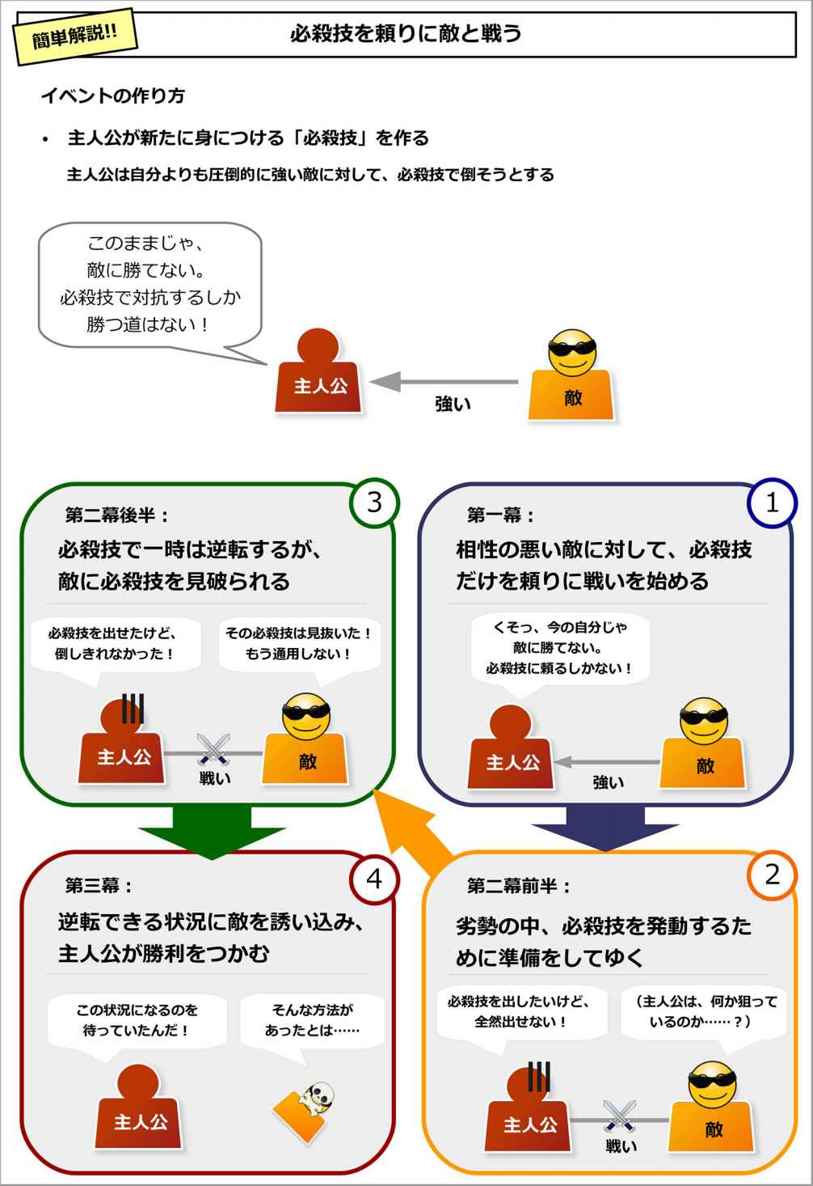 簡単解説!!
必殺技を頼りに敵と戦う
イベントの作り方
• 主人公が新たに身につける「必殺技」を作る
主人公は自分よりも圧倒的に強い敵に対して、必殺技で倒そうとする
このままじゃ、
敵に勝てない。
必殺技で対抗するしか
勝つ道はない！
主人公
強い
敵
1
第一幕：
相性の悪い敵に対して、必殺技
だけを頼りに戦いを始める
くそっ、今の自分じゃ
敵に勝てない。
必殺技に頼るしかない！
主人公
強い
敵
2
第二幕前半：
劣勢の中、必殺技を発動するた
めに準備をしてゆく
必殺技を出したいけど、
全然出せない！
（主人公は、何か狙って
いるのか……？）
主人公
戦い
敵
3
第二幕後半：
必殺技で一時は逆転するが、
敵に必殺技を見破られる
必殺技を出せたけど、
倒しきれなかった！
その必殺技は見抜いた！
もう通用しない！
主人公
戦い
敵
4
第三幕：
逆転できる状況に敵を誘い込み、
主人公が勝利をつかむ
この状況になるのを
待っていたんだ！
そんな方法が
あったとは……
主人公